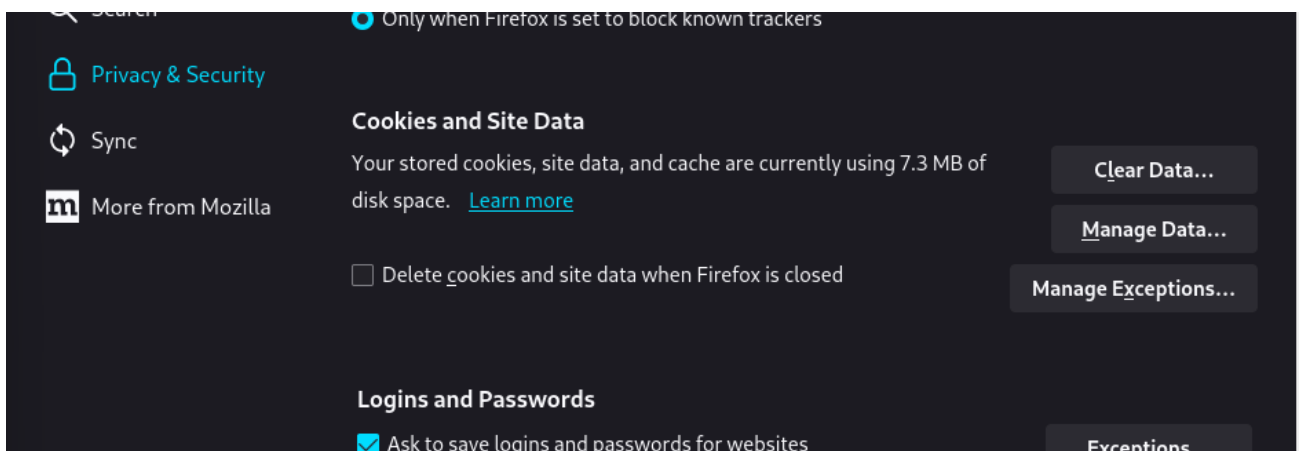 Search
Only when Firefox is set to block known trackers
Privacy & Security
Sync
m More from Mozilla
Cookies and Site Data
Your stored cookies, site data, and cache are currently using 7.3 MB of
disk space. Learn more
Clear Data...
Manage Data...
Delete cookies and site data when Firefox is closed
Manage Exceptions...
Logins and Passwords
Ask to save logins and passwords for websites
Exceptions